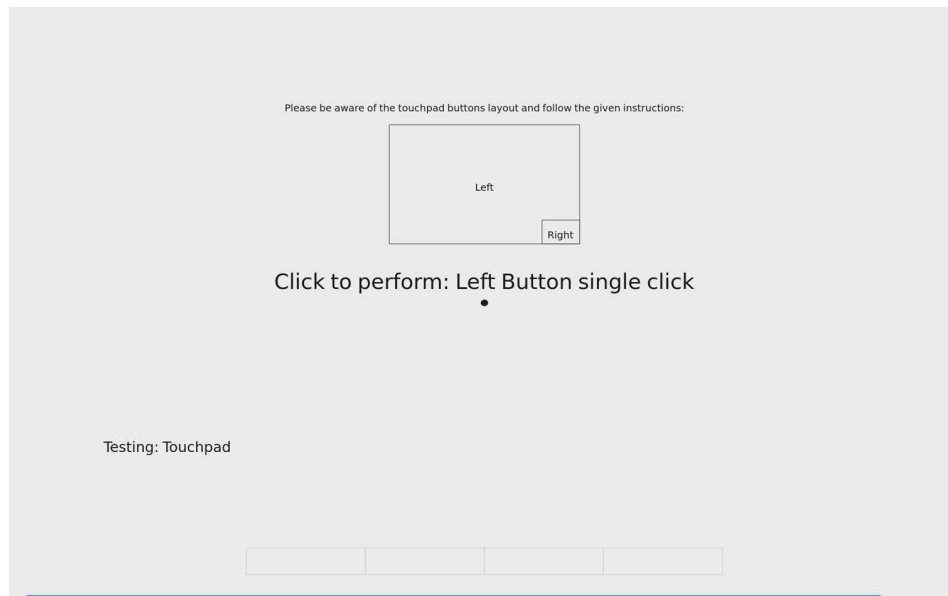 Please be aware of the touchpad buttons layout and follow the given instructions:
Left
Right
Click to perform: Left Button single click
Testing: Touchpad